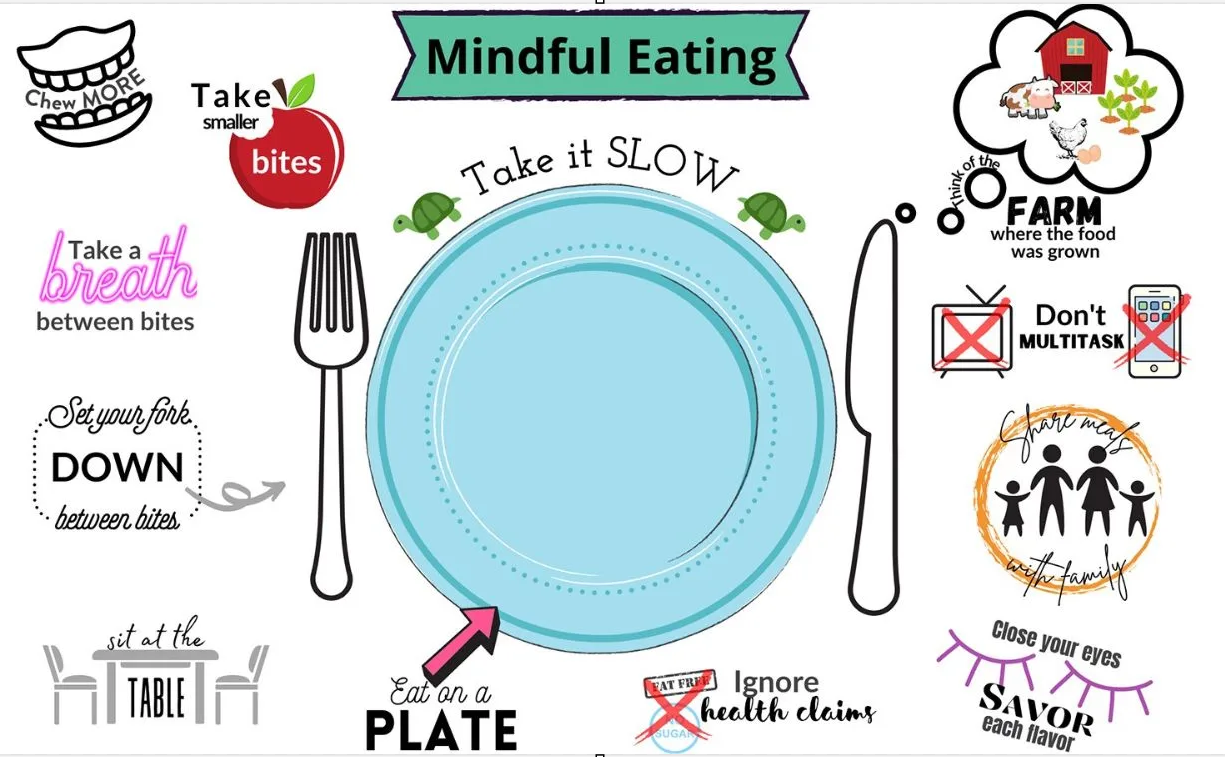 Mindful Eating
Chew MORE
Take
smaller
bites
Take it SLOW
Think of the
FARM
where the food
was grown
Take a
breath
between bites
Don't
MULTITASK
Set your fork
DOWN
between bites
Share meals
with family
sit at the
TABLE
Eat on a
PLATE
FAT FREE
NO
SUGAR
Ignore
health claims
Close your eyes
SAVOR
each flavor